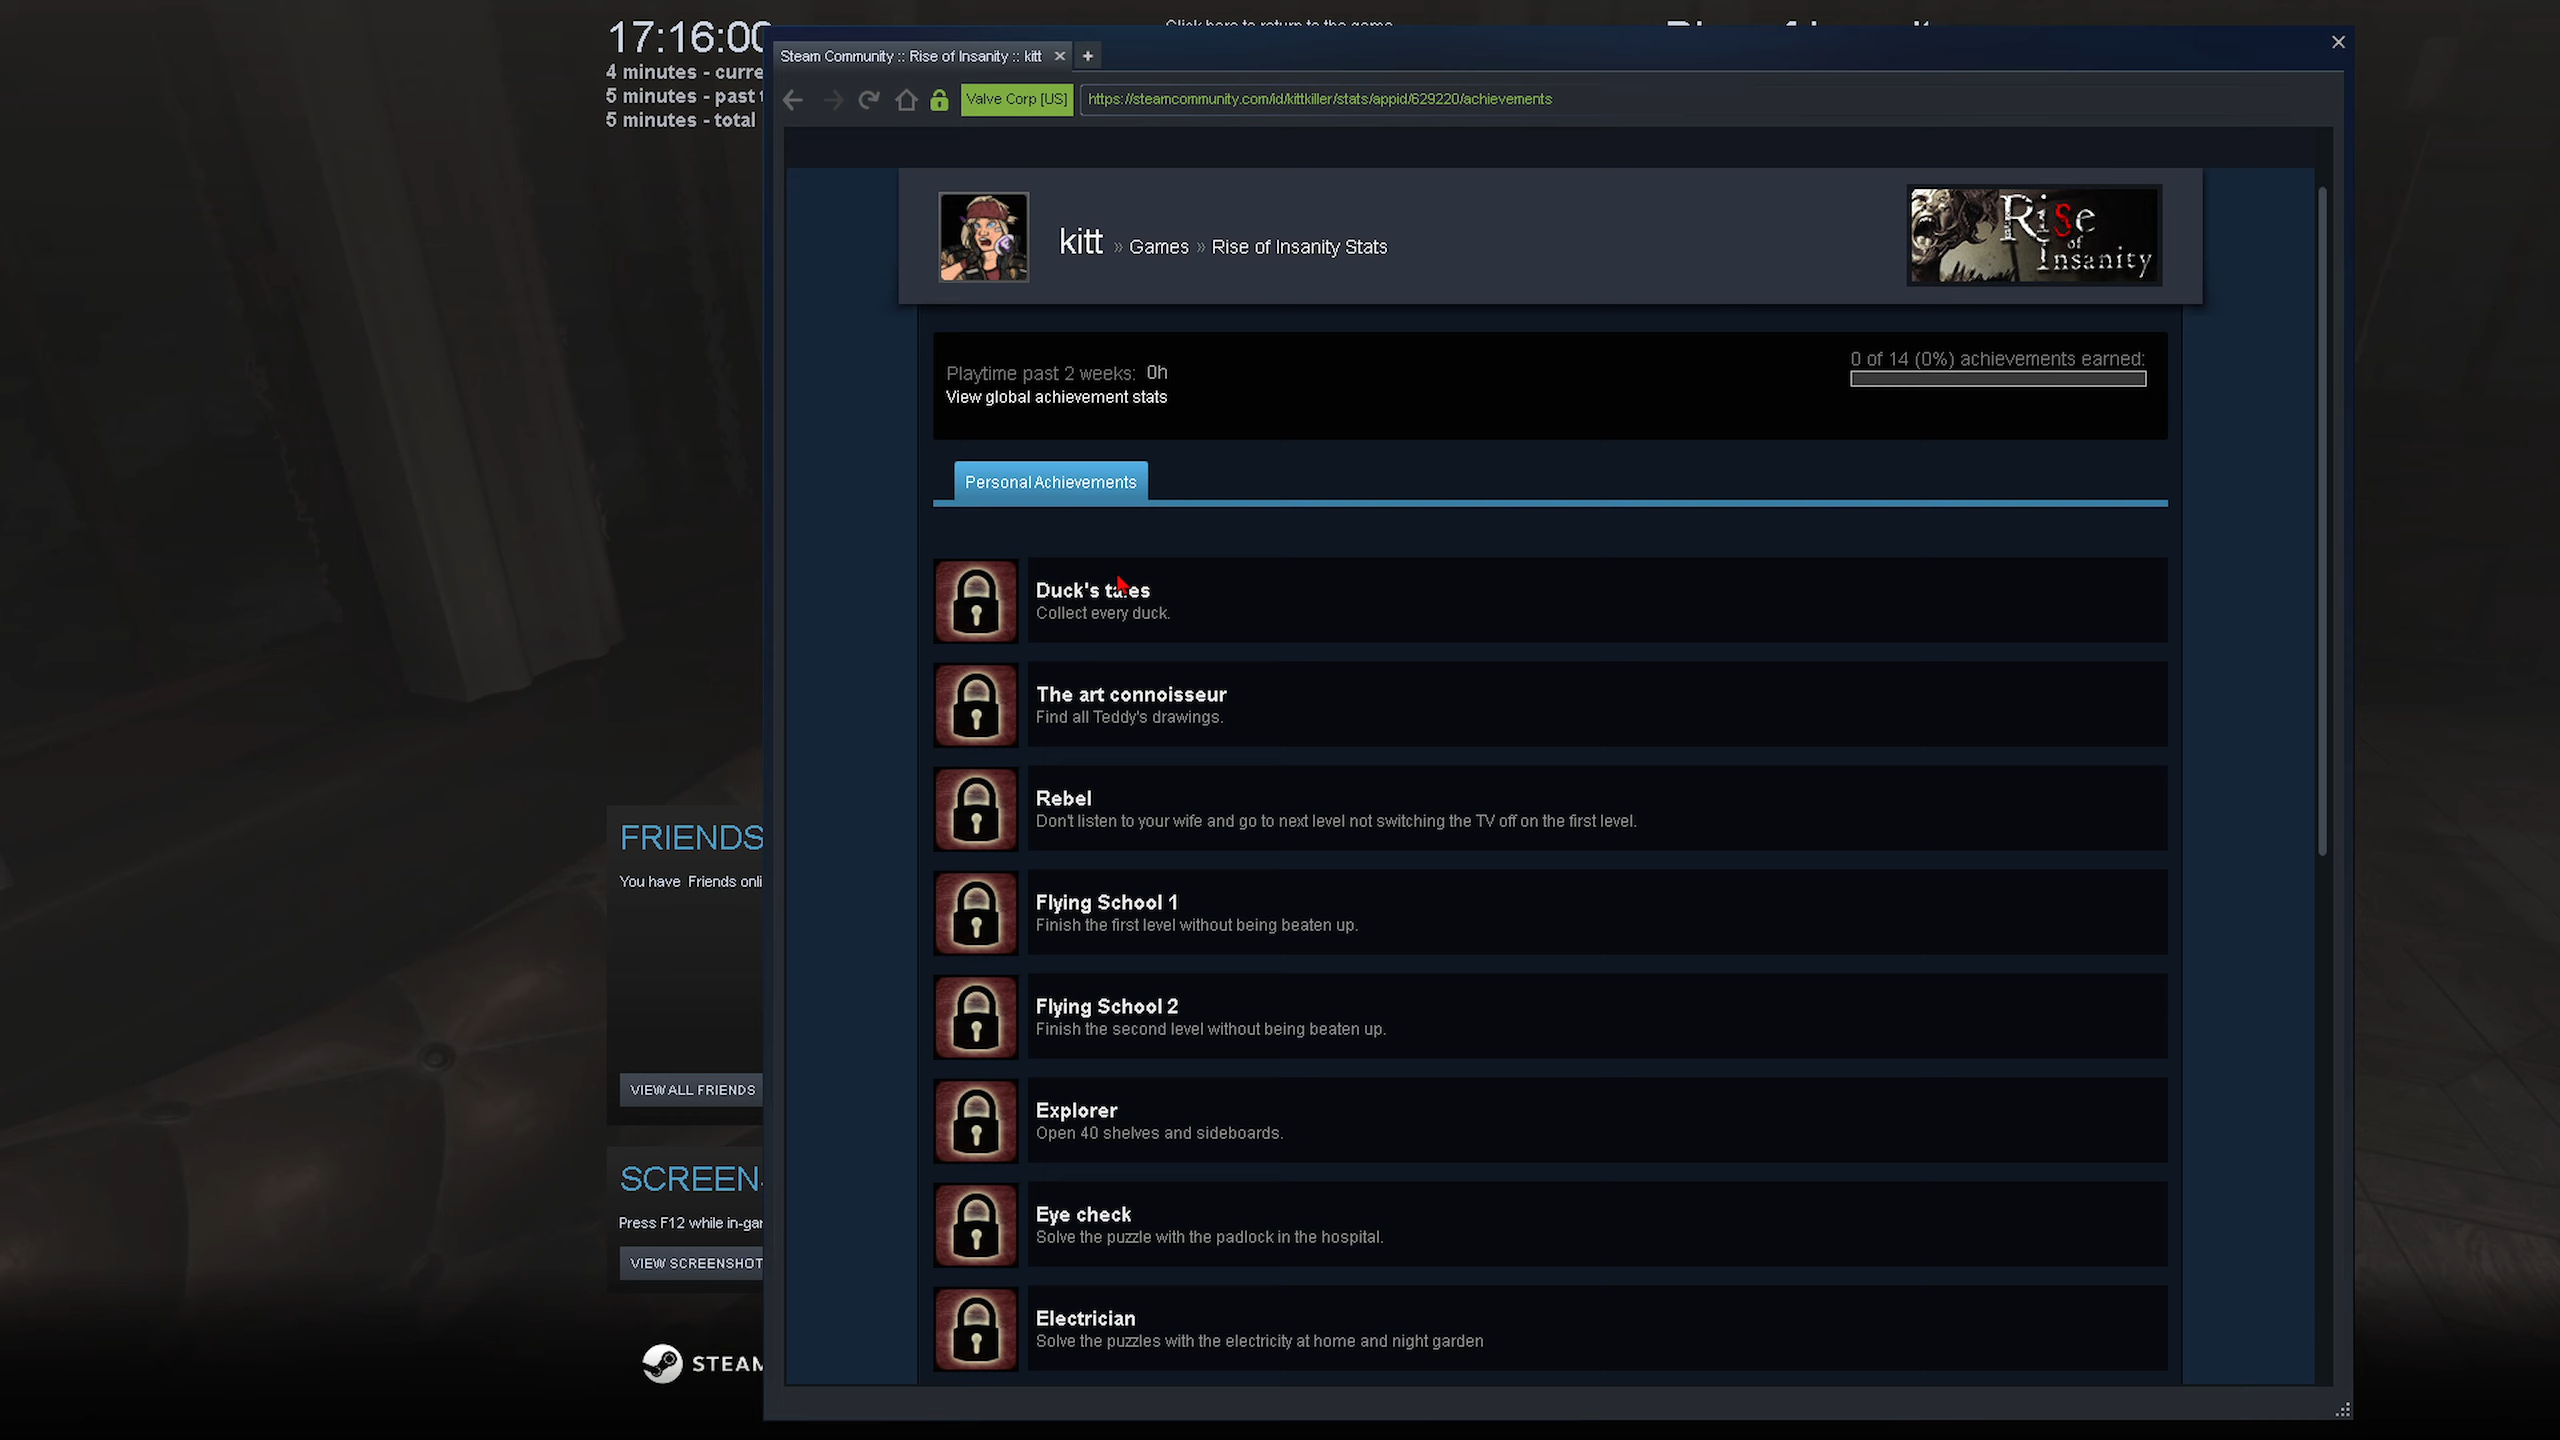 17:16:00
4 minutes - curre
5 minutes - past t
5 minutes - total
Click here to return to the game
Steam Community :: Rise of Insanity :: kitt
Valve Corp [US]
https://steamcommunity.com/id/kittkiller/stats/appid/629220/achievements
kitt » Games » Rise of Insanity Stats
Rise
of
Insanity
Playtime past 2 weeks: 0h
View global achievement stats
0 of 14 (0%) achievements earned:
Personal Achievements
Duck's tales
Collect every duck.
The art connoisseur
Find all Teddy's drawings.
Rebel
Don't listen to your wife and go to next level not switching the TV off on the first level.
Flying School 1
Finish the first level without being beaten up.
Flying School 2
Finish the second level without being beaten up.
Explorer
Open 40 shelves and sideboards.
Eye check
Solve the puzzle with the padlock in the hospital.
Electrician
Solve the puzzles with the electricity at home and night garden
FRIENDS
You have Friends onli
VIEW ALL FRIENDS
SCREEN
Press F12 while in-gar
VIEW SCREENSHOT
STEAM